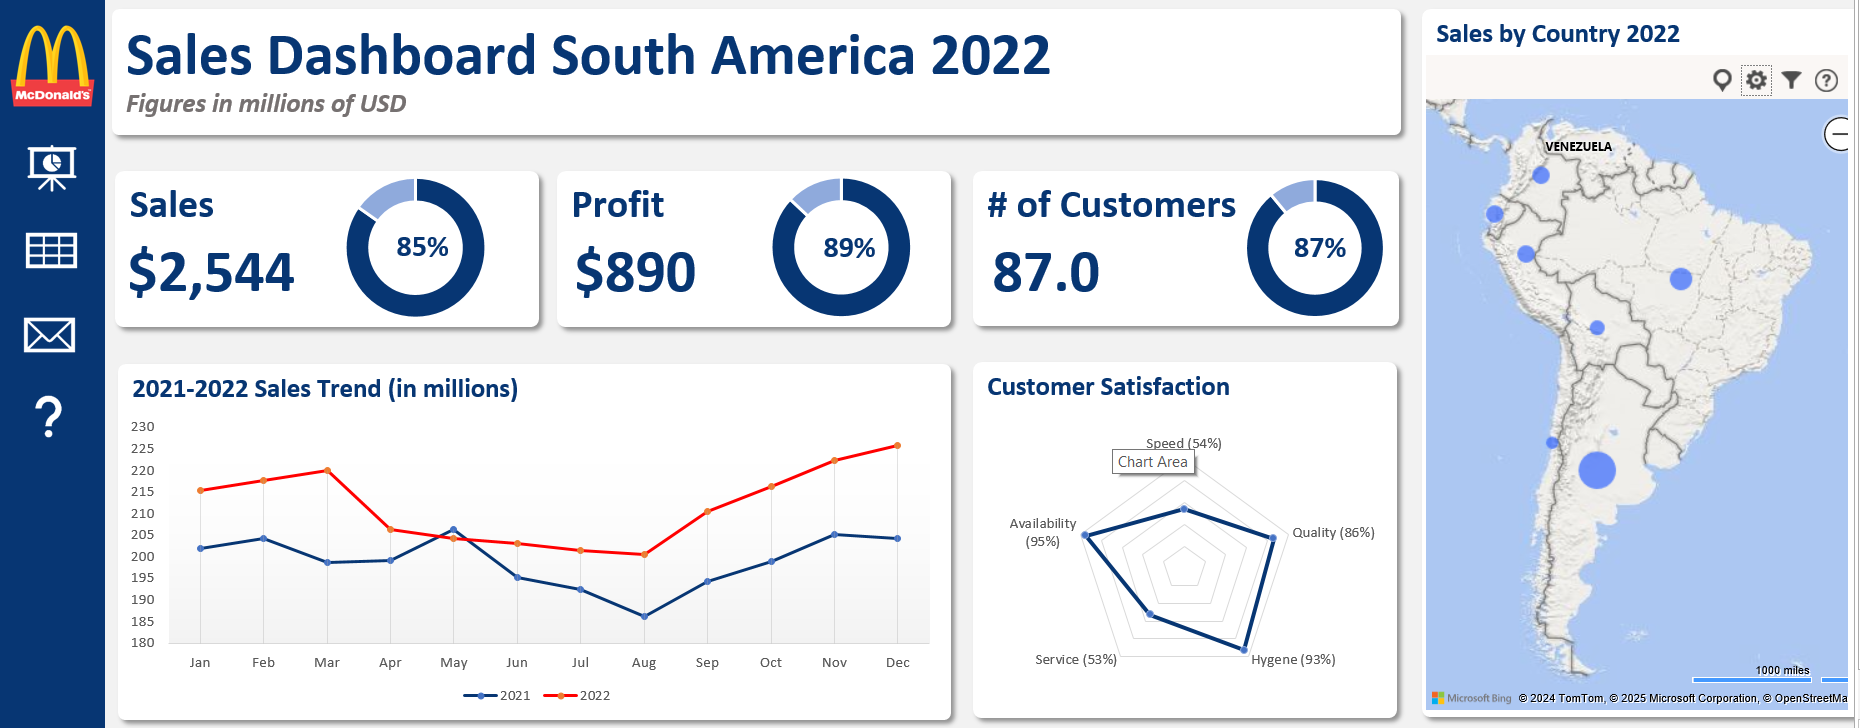 McDonald's
Sales Dashboard South America 2022
Figures in millions of USD
Sales
$2,544
85%
Profit
$890
89%
# of Customers
87.0
87%
2021-2022 Sales Trend (in millions)
230
225
220
215
210
205
200
195
190
185
180
Jan Feb Mar Apr May Jun Jul Aug Sep Oct Nov Dec
2021 2022
Customer Satisfaction
Speed (54%)
Chart Area
Quality (86%)
Hygene (93%)
Service (53%)
Availability
(95%)
Sales by Country 2022
VENEZUELA
1000 miles
Microsoft Bing © 2024 TomTom, © 2025 Microsoft Corporation, © OpenStreetMa